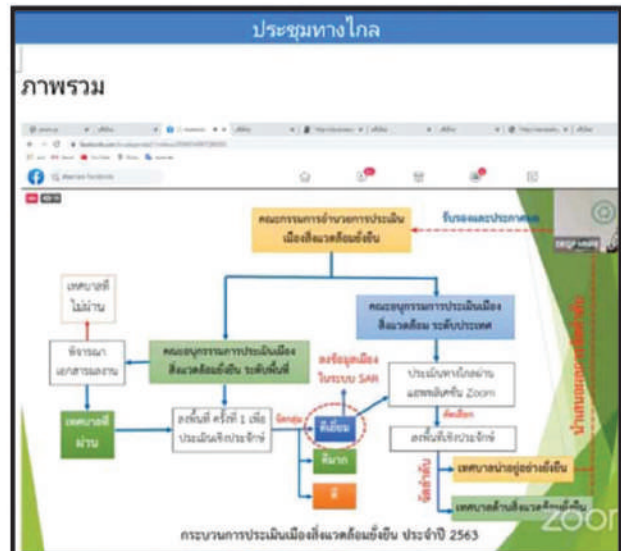 ประชุมทางไกล
ภาพรวม
คณะกรรมการอำนวยการประเมิน
เมืองสิ่งแวดล้อมยั่งยืน
รับรองและประกาศผล
เทศบาลที่
ไม่ผ่าน
คณะอนุกรรมการประเมินเมือง
สิ่งแวดล้อม ระดับประเทศ
พิจารณา
เอกสารผลงาน
คณะอนุกรรมการประเมินเมือง
สิ่งแวดล้อมยั่งยืน ระดับพื้นที่
ลงข้อมูลเมือง
ในระบบ SAR
ประเมินทางไกลผ่าน
แอพพลิเคชั่น Zoom
นำเสนอผลการจัดลำดับ
เทศบาลที่
ผ่าน
ลงพื้นที่ ครั้งที่ 1 เพื่อ
ประเมินเชิงประจักษ์
จัดกลุ่ม
ดีเยี่ยม
คัดเลือก
ลงพื้นที่เชิงประจักษ์
ดีมาก
จัดลำดับ
เทศบาลน่าอยู่อย่างยั่งยืน
ดี
เทศบาลด้านสิ่งแวดล้อมยั่งยืน
zoom
กระบวนการประเมินเมืองสิ่งแวดล้อมยั่งยืน ประจำปี 2563